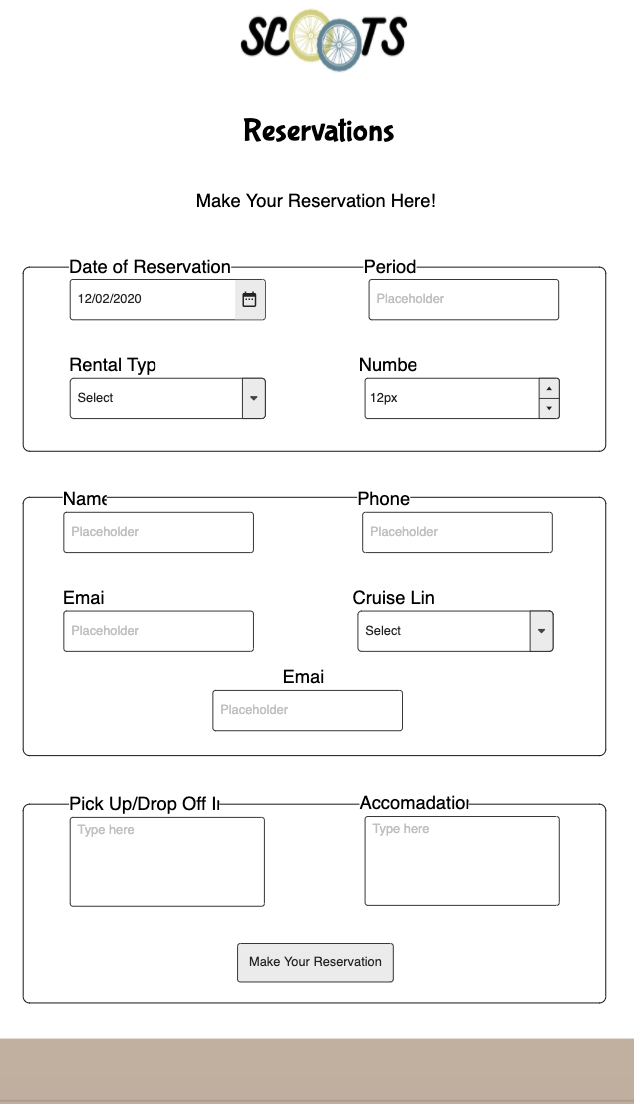 SCOOTS
Reservations
Make Your Reservation Here!
Date of Reservation Period
12/02/2020 Placeholder
Rental Typ Numbe
Select 12px
Name Phone
Placeholder Placeholder
Emai Cruise Lin
Placeholder Select
Emai
Placeholder
Pick Up/Drop Off I Accomadation
Type here Type here
Make Your Reservation